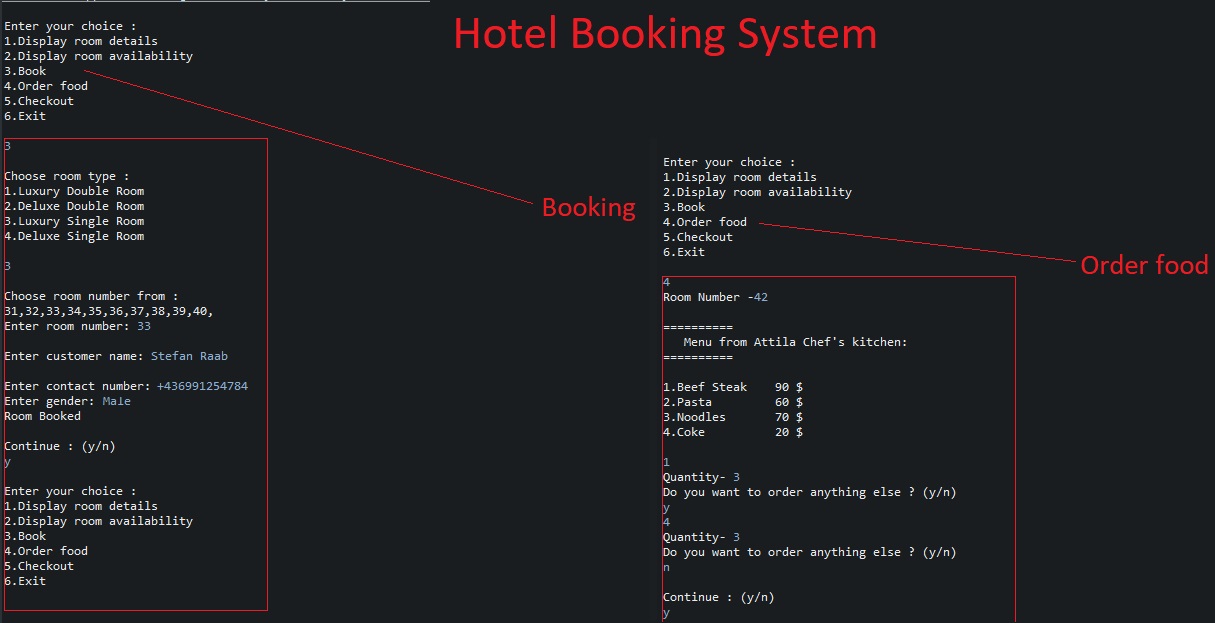 Hotel Booking System
Enter your choice :
1.Display room details
2.Display room availability
3.Book
4.Order food
5.Checkout
6.Exit
3
Choose room type :
1.Luxury Double Room
2.Deluxe Double Room
3.Luxury Single Room
4.Deluxe Single Room
3
Choose room number from :
31,32,33,34,35,36,37,38,39,40,
Enter room number: 33
Enter customer name: Stefan Raab
Enter contact number: +436991254784
Enter gender: Male
Room Booked
Continue : (y/n)
y
Enter your choice :
1.Display room details
2.Display room availability
3.Book
4.Order food
5.Checkout
6.Exit
Booking
Enter your choice :
1.Display room details
2.Display room availability
3.Book
4.Order food
5.Checkout
6.Exit
Order food
4
Room Number -42
==========
Menu from Attila Chef's kitchen:
==========
1.Beef Steak 90 $
2.Pasta 60 $
3.Noodles 70 $
4.Coke 20 $
1
Quantity- 3
Do you want to order anything else ? (y/n)
y
4
Quantity- 3
Do you want to order anything else ? (y/n)
n
Continue : (y/n)
y